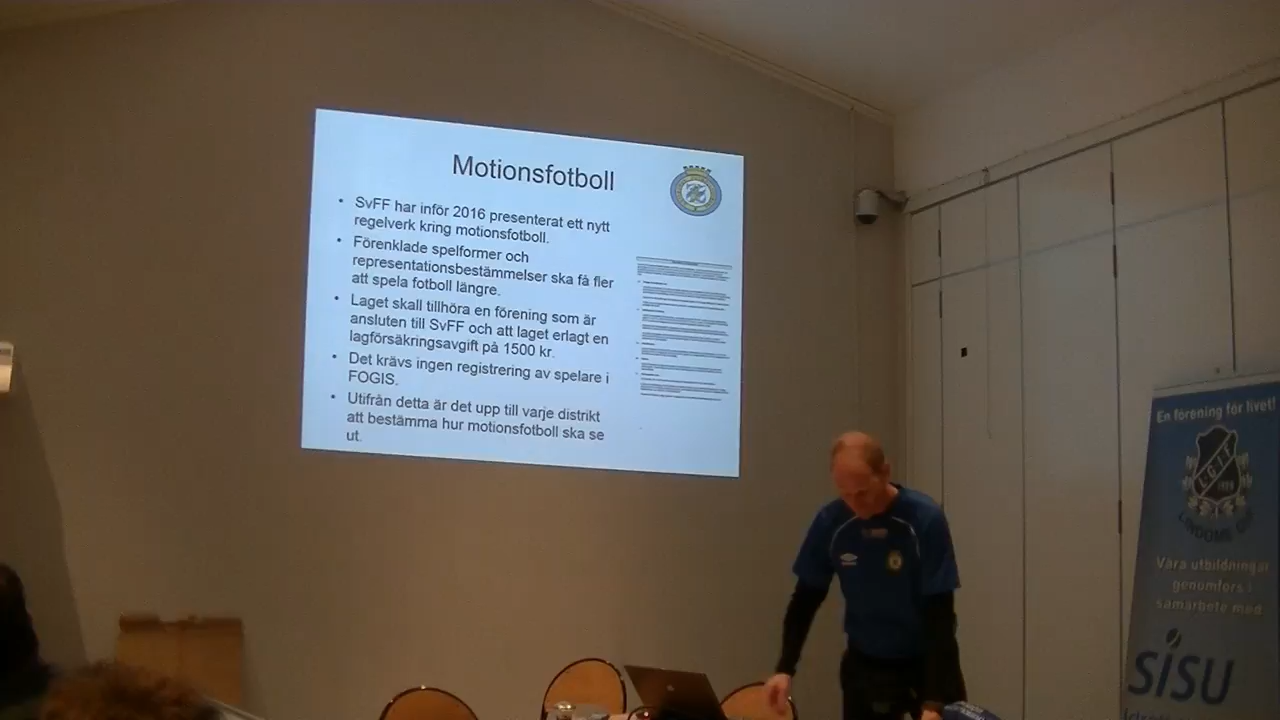 Motionsfotboll
• SvFF har inför 2016 presenterat ett nytt
regelverk kring motionsfotboll.
• Förenklade spelformer och
representationsbestämmelser ska få fler
att spela fotboll längre.
• Laget skall tillhöra en förening som är
ansluten till SvFF och att laget erlagt en
lagförsäkringsavgift på 1500 kr.
• Det krävs ingen registrering av spelare i
FOGIS.
• Utifrån detta är det upp till varje distrikt
att bestämma hur motionsfotboll ska se
ut.
En förening för livet!
L.G.I.F
LINDOME GIF
Våra utbildningar
genomförs i
samarbete med:
SISU